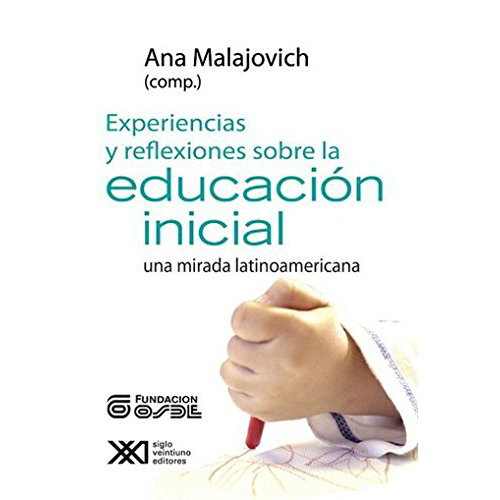 Ana Malajovich
(comp.)
Experiencias
y reflexiones sobre la
educación
inicial
una mirada latinoamericana
FUNDACION
OSDE
XXI
siglo
veintiuno
editores